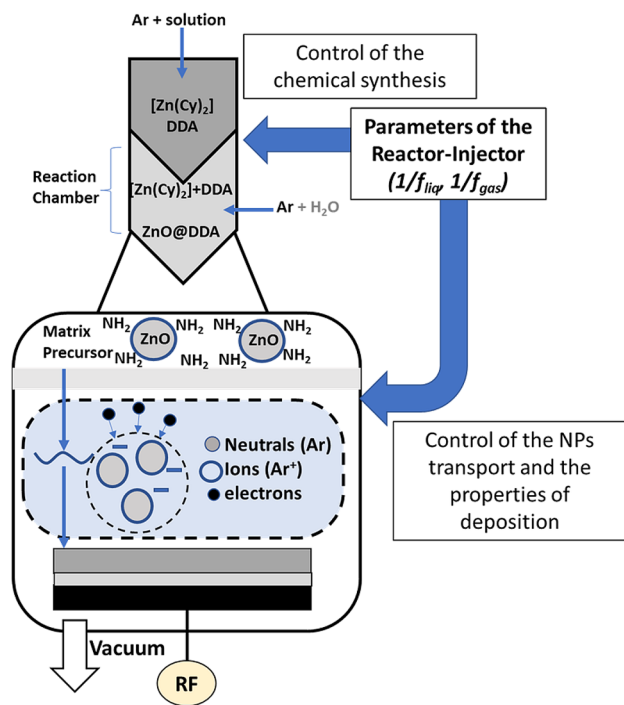 Ar + solution
Control of the
chemical synthesis
[Zn(Cy)₂]
DDA
Parameters of the
Reactor-Injector
(1/f_liq, 1/f_gas)
Reaction
Chamber
[Zn(Cy)₂]+DDA
Ar + H₂O
ZnO@DDA
NH₂ NH₂ NH₂ NH₂
Matrix
Precursor
ZnO ZnO
NH₂ NH₂ NH₂ NH₂
Neutrals (Ar)
Ions (Ar⁺)
electrons
Control of the NPs
transport and the
properties of
deposition
Vacuum
RF